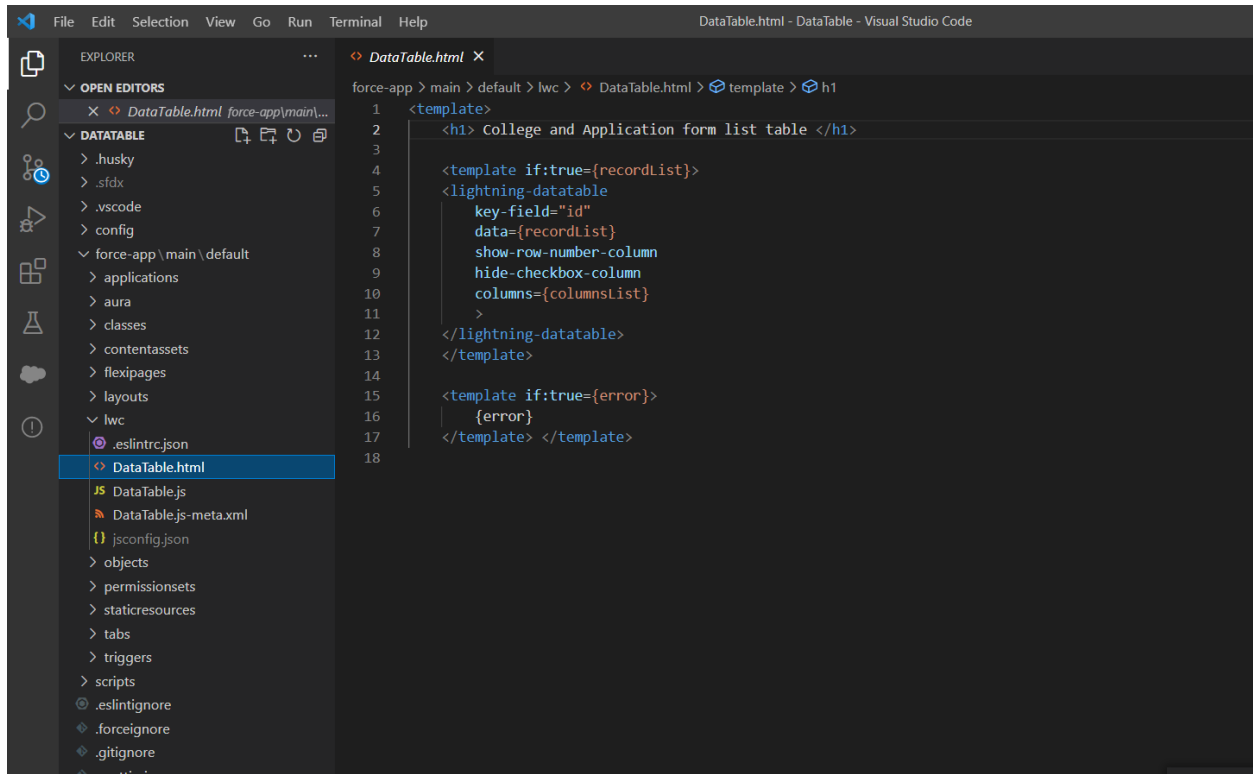 File Edit Selection View Go Run Terminal Help DataTable.html - DataTable - Visual Studio Code
EXPLORER ···
OPEN EDITORS
DataTable.html force-app\main\...
DATATABLE
.husky
.sfdx
.vscode
config
force-app\main\default
applications
aura
classes
contentassets
flexipages
layouts
lwc
.eslintrc.json
DataTable.html
JS DataTable.js
DataTable.js-meta.xml
{} jsconfig.json
objects
permissionsets
staticresources
tabs
triggers
scripts
.eslintignore
.forceignore
.gitignore
DataTable.html
force-app > main > default > lwc > DataTable.html > template > h1
1 <template>
2 <h1> College and Application form list table </h1>
3
4 <template if:true={recordList}>
5 <lightning-datatable
6 key-field="id"
7 data={recordList}
8 show-row-number-column
9 hide-checkbox-column
10 columns={columnsList}
11 >
12 </lightning-datatable>
13 </template>
14
15 <template if:true={error}>
16 {error}
17 </template> </template>
18